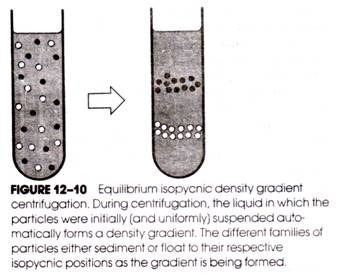 FIGURE 12–10 Equilibrium isopycnic density gradient
centrifugation. During centrifugation, the liquid in which the
particles were initially (and uniformly) suspended auto-
matically forms a density gradient. The different families of
particles either sediment or float to their respective
isopycnic positions as the gradient is being formed.